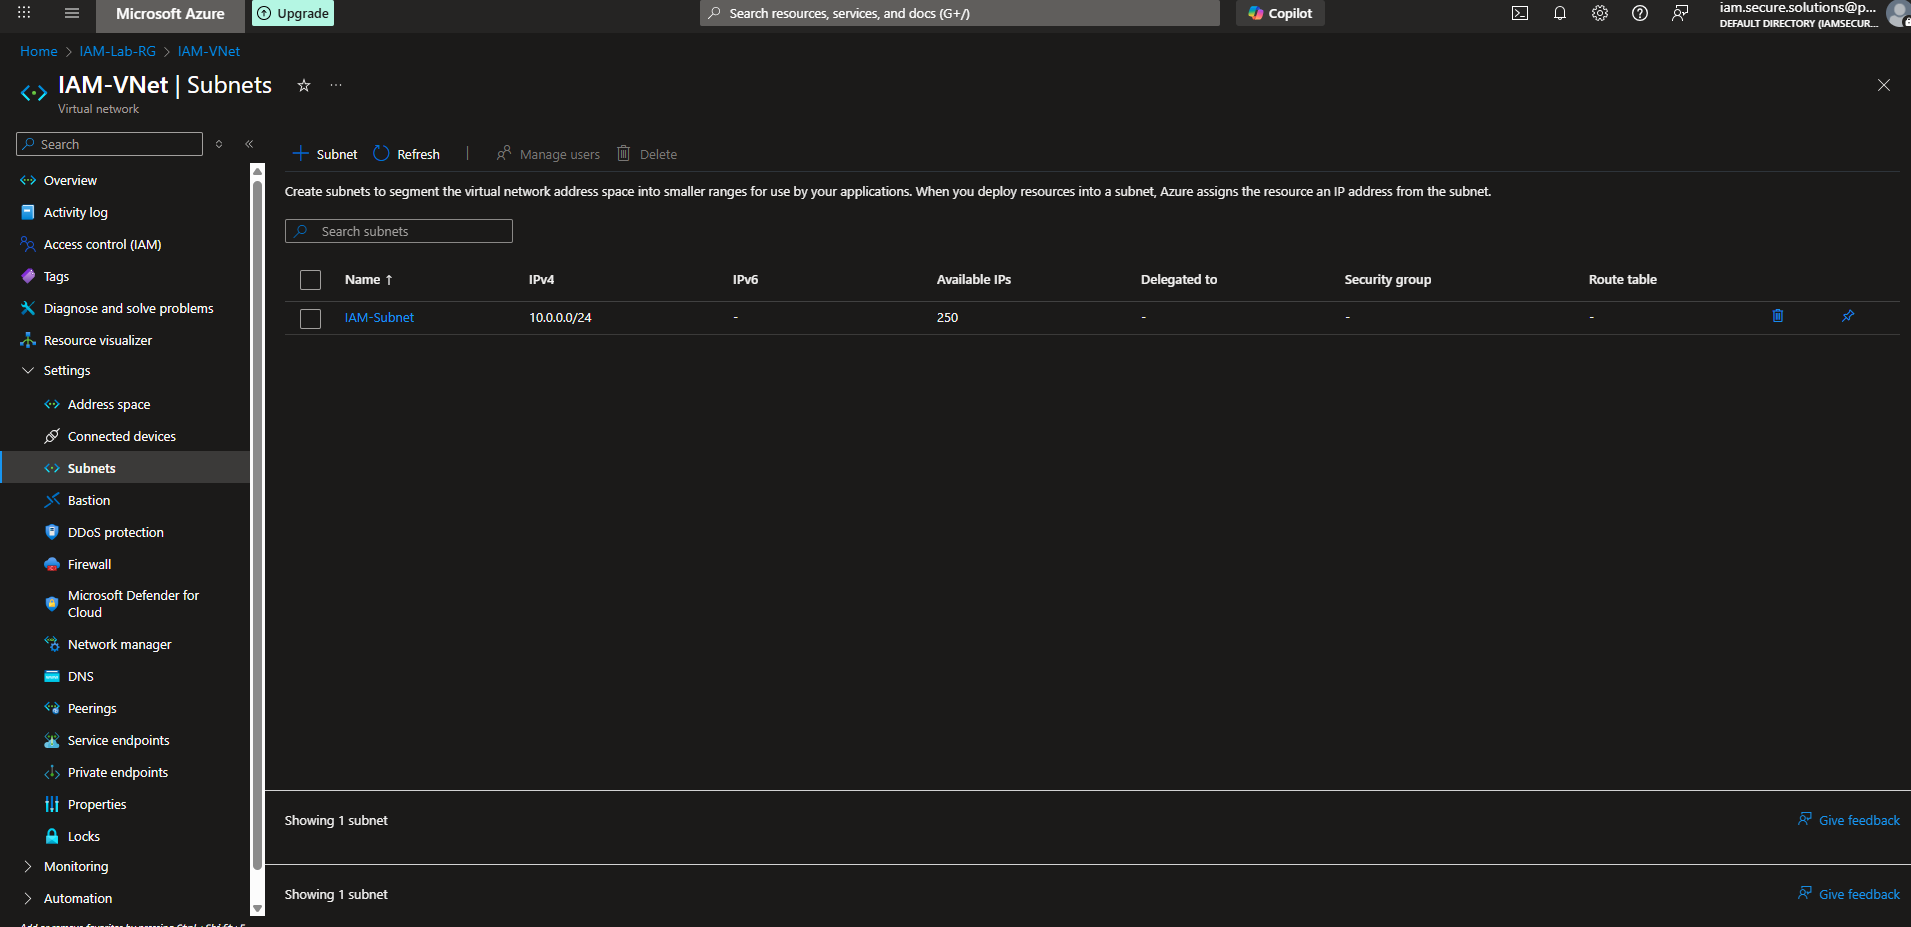 Microsoft Azure
Upgrade
Search resources, services, and docs (G+/)
Copilot
iam.secure.solutions@p...
DEFAULT DIRECTORY (IAMSECUR...
Home > IAM-Lab-RG > IAM-VNet
IAM-VNet | Subnets
Virtual network
Search
Overview
Activity log
Access control (IAM)
Tags
Diagnose and solve problems
Resource visualizer
Settings
Address space
Connected devices
Subnets
Bastion
DDoS protection
Firewall
Microsoft Defender for
Cloud
Network manager
DNS
Peerings
Service endpoints
Private endpoints
Properties
Locks
Monitoring
Automation
Subnet Refresh | Manage users Delete
Create subnets to segment the virtual network address space into smaller ranges for use by your applications. When you deploy resources into a subnet, Azure assigns the resource an IP address from the subnet.
Search subnets
Name ↑ IPv4 IPv6 Available IPs Delegated to Security group Route table
IAM-Subnet 10.0.0.0/24 - 250 - - -
Showing 1 subnet
Give feedback
Showing 1 subnet
Give feedback